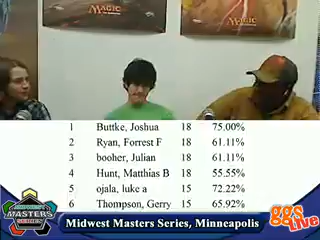 MAGIC
MAGIC
1 Buttke, Joshua 18 75.00%
2 Ryan, Forrest F 18 61.11%
3 booher, Julian 18 61.11%
4 Hunt, Matthias B 18 55.55%
5 ojala, luke a 15 72.22%
6 Thompson, Gerry 15 65.92%
MIDWEST
MASTERS
SERIES
Midwest Masters Series, Minneapolis
ggs
Live